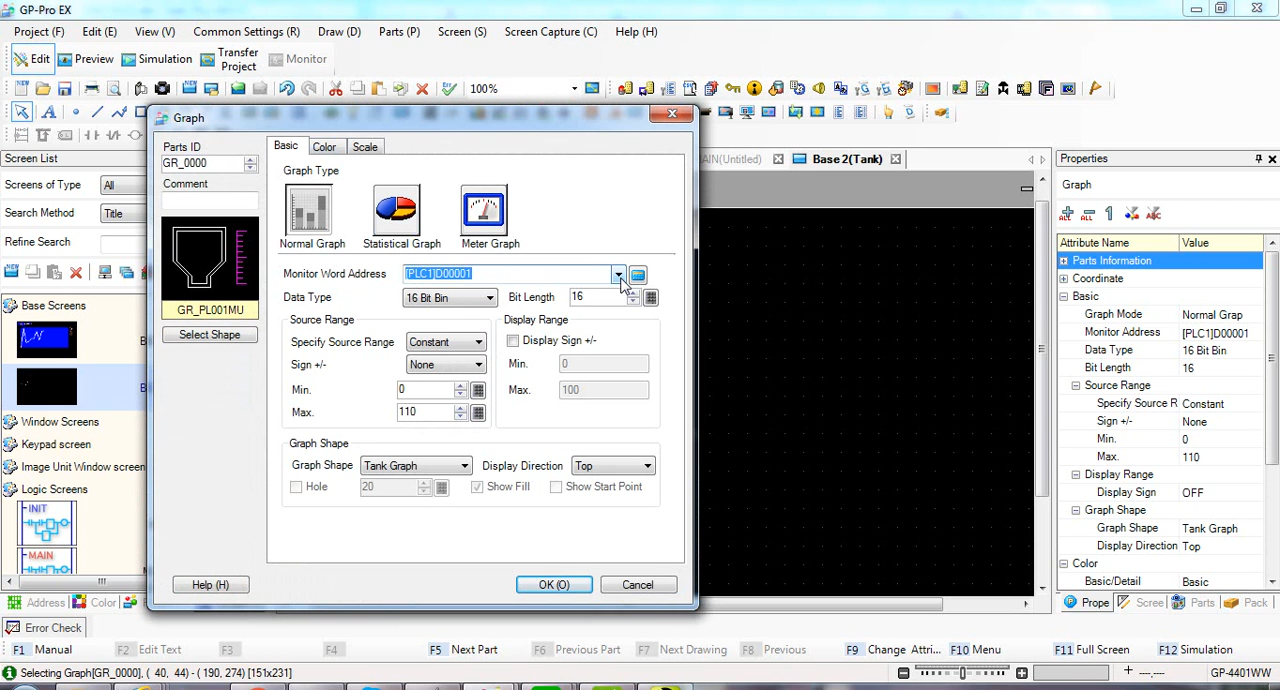 GP-Pro EX
Project (F) Edit (E) View (V) Common Settings (R) Draw (D) Parts (P) Screen (S) Screen Capture (C) Help (H)
Edit Preview Simulation Transfer Project Monitor
100%
Graph
Screen List
Screens of Type All
Search Method Title
Refine Search
Base Screens
Window Screens
Keypad screen
Image Unit Window screen
Logic Screens
INIT
MAIN
Parts ID
GR_0000
Comment
GR_PL001MU
Select Shape
Help (H)
Basic Color Scale
Graph Type
Normal Graph Statistical Graph Meter Graph
Monitor Word Address [PLC1]D00001
Data Type 16 Bit Bin Bit Length 16
Source Range
Specify Source Range Constant
Sign +/- None
Min. 0
Max. 110
Display Range
Display Sign +/-
Min. 0
Max. 100
Graph Shape
Graph Shape Tank Graph Display Direction Top
Hole 20 Show Fill Show Start Point
OK (O) Cancel
AIN(Untitled) Base 2(Tank)
Properties
Graph
ALL ALL 1 ABC
Attribute Name Value
Parts Information
Coordinate
Basic
Graph Mode Normal Grap
Monitor Address [PLC1]D00001
Data Type 16 Bit Bin
Bit Length 16
Source Range
Specify Source R Constant
Sign +/- None
Min. 0
Max. 110
Display Range
Display Sign OFF
Graph Shape
Graph Shape Tank Graph
Display Direction Top
Color
Basic/Detail Basic
Address Color
Prope Scree Parts Pack
Error Check
F1 Manual F2 Edit Text F3 F4 F5 Next Part F6 Previous Part F7 Next Drawing F8 Previous F9 Change Attri... F10 Menu F11 Full Screen F12 Simulation
Selecting Graph[GR_0000], ( 40, 44) - ( 190, 274) [151x231]
----,---- GP-4401WW